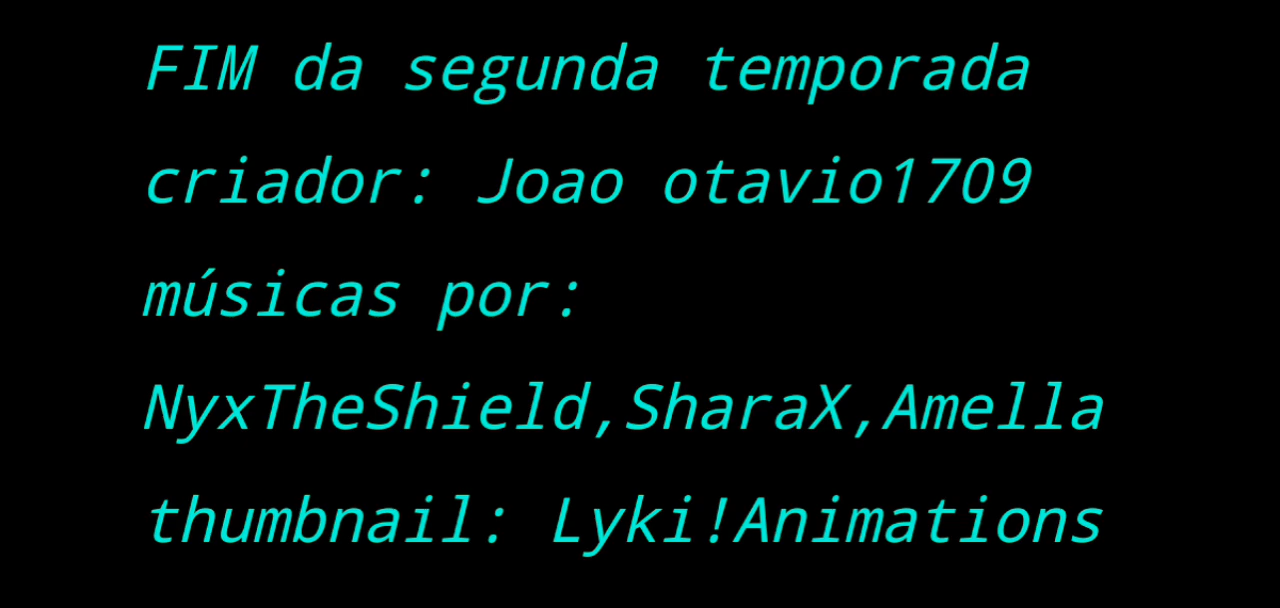 FIM da segunda temporada
criador: Joao otavio1709
músicas por:
NyxTheShield,SharaX,Amella
thumbnail: Lyki!Animations